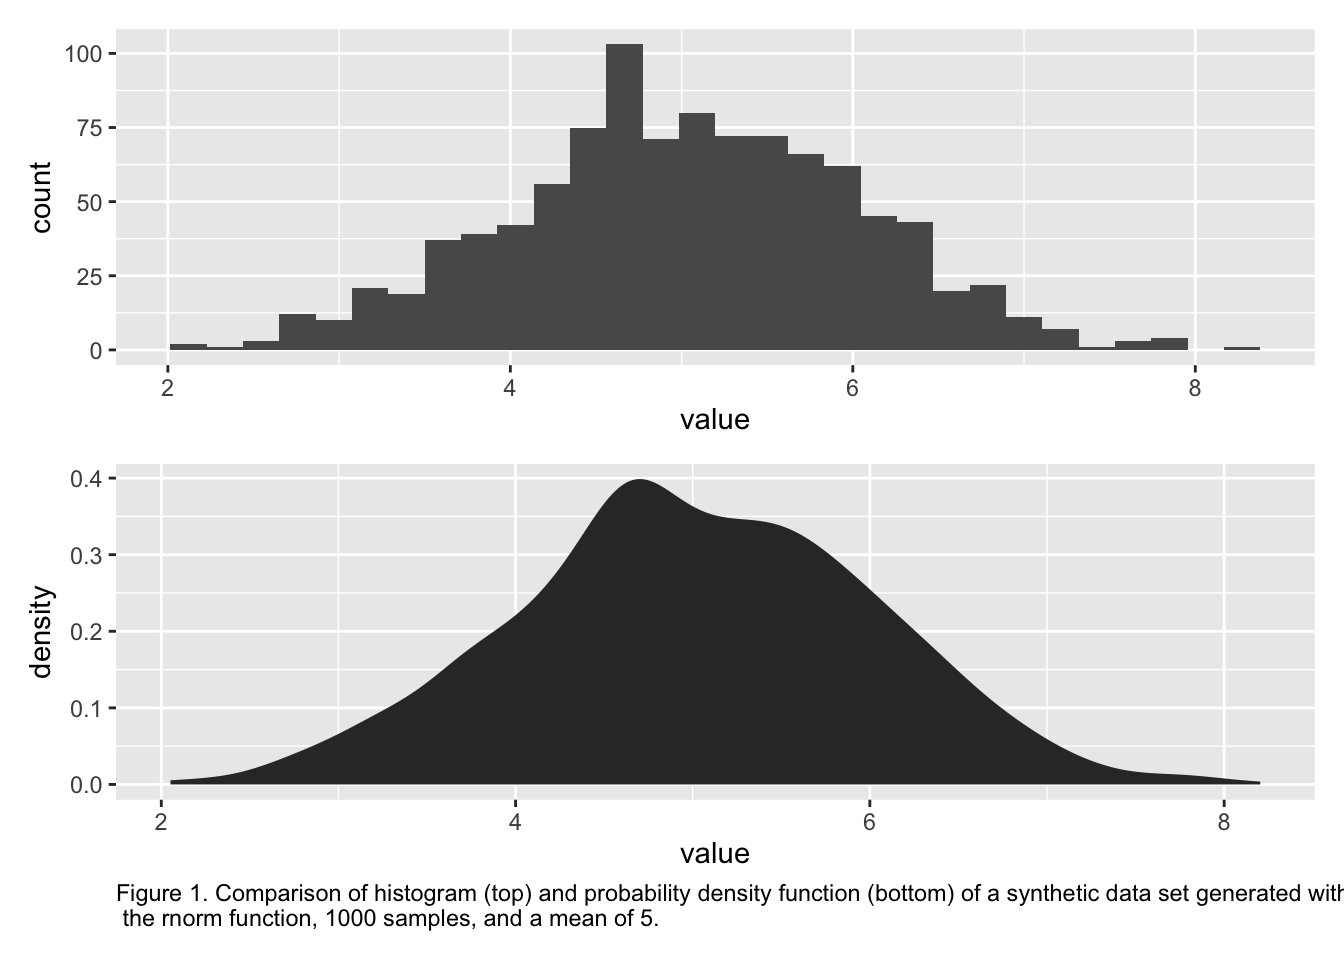 100
75
50
25
0
count
2 4 6 8
value
0.4
0.3
0.2
0.1
0.0
density
2 4 6 8
value
Figure 1. Comparison of histogram (top) and probability density function (bottom) of a synthetic data set generated with
the rnorm function, 1000 samples, and a mean of 5.